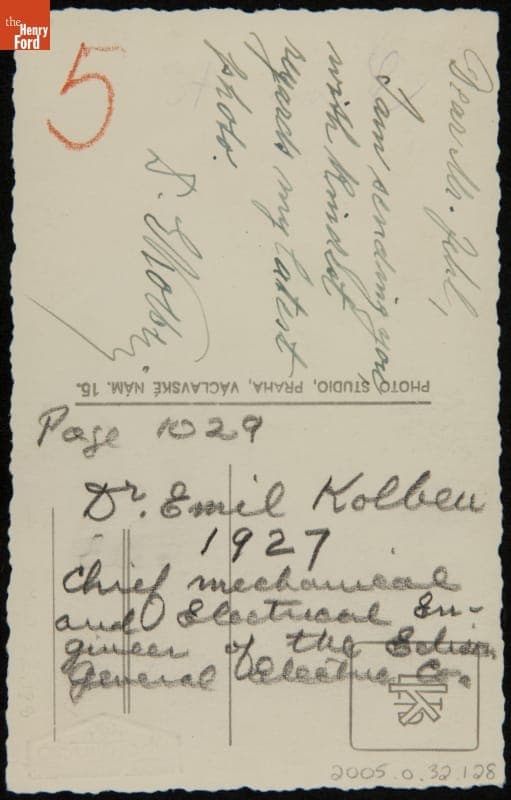 the
Henry
Ford
5
Dear Mr. Jehl,
I am sending you
with kindest
regards my latest
photo.
Dr. E Kolben
PHOTO STUDIO, PRAHA, VÁCLAVSKÉ NÁM. 15.
Page 1029
Dr. Emil Kolben
1927
Chief mechanical
and Electrical En-
gineer of the Edison
General Electric Co.
2005.0.32.128